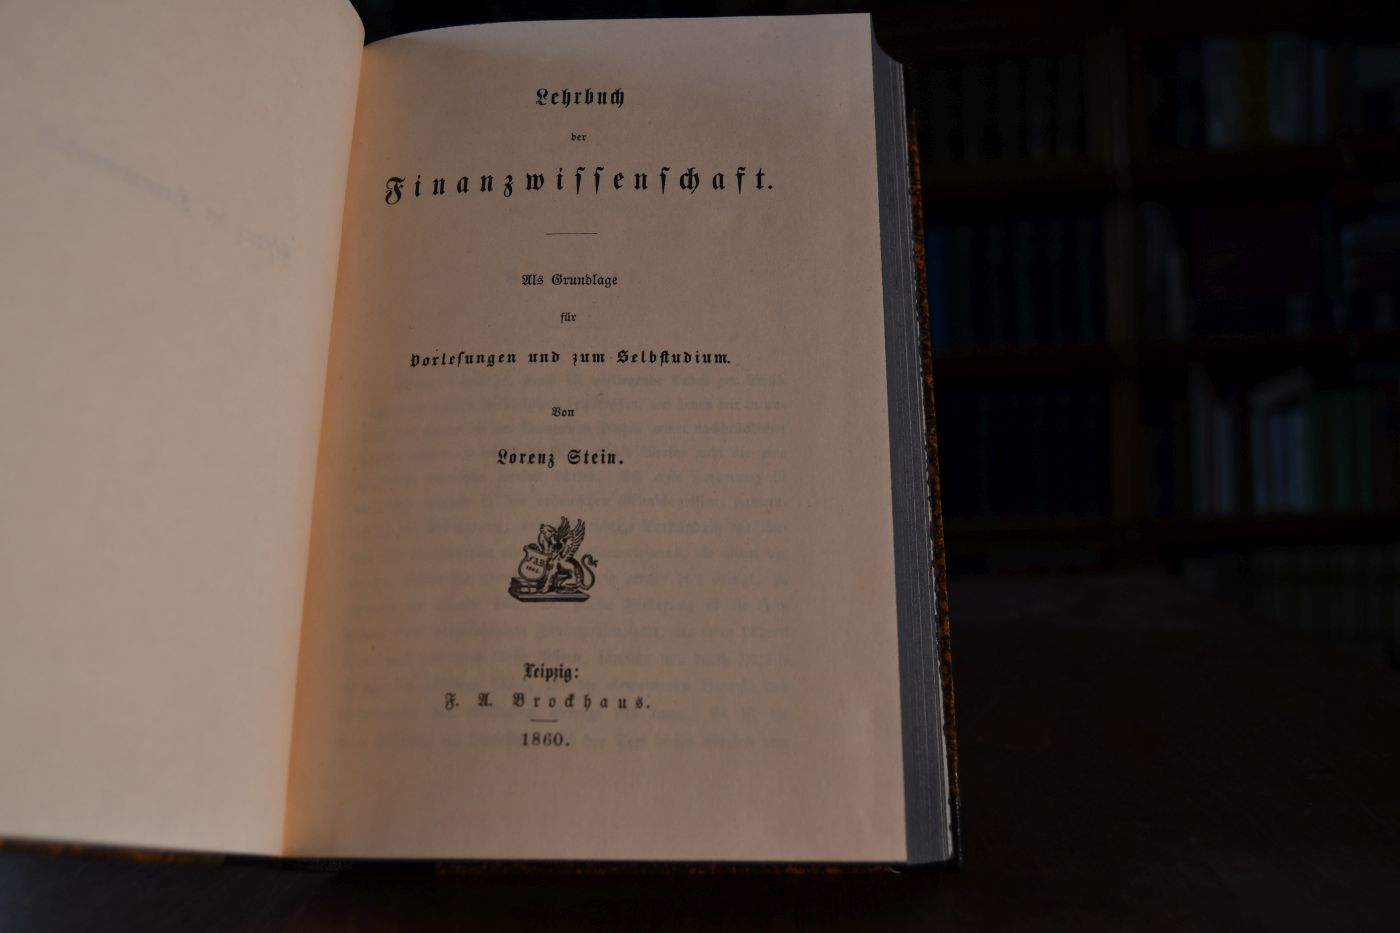 Lehrbuch
der
Finanzwissenschaft.
Als Grundlage
für
Vorlesungen und zum Selbstudium.
Von
Lorenz Stein.
F A B
Leipzig:
F. A. Brockhaus.
1860.